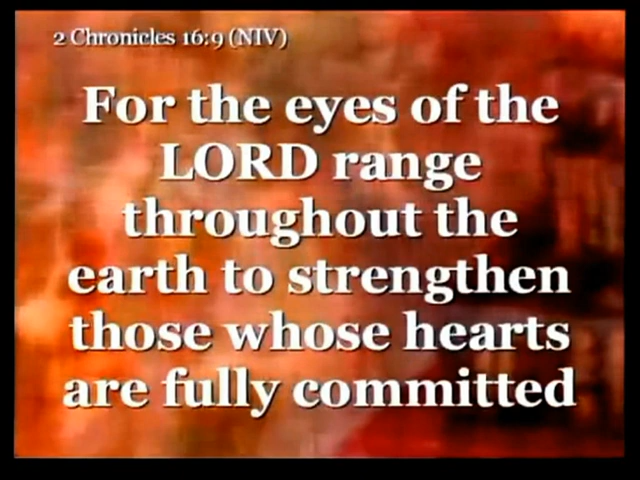 2 Chronicles 16:9 (NIV)
For the eyes of the
LORD range
throughout the
earth to strengthen
those whose hearts
are fully committed